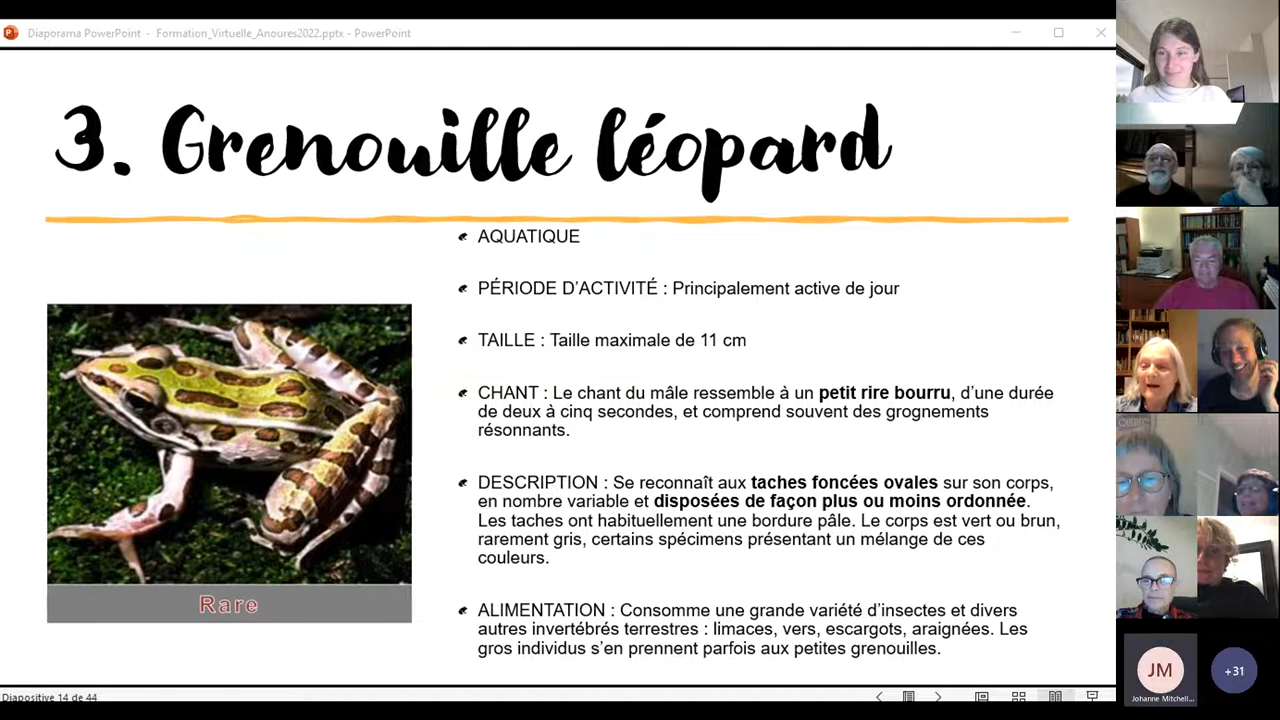 Diaporama PowerPoint - Formation_Virtuelle_Anoures2022.pptx - PowerPoint
3. Grenouille léopard
AQUATIQUE
PÉRIODE D'ACTIVITÉ : Principalement active de jour
TAILLE : Taille maximale de 11 cm
CHANT : Le chant du mâle ressemble à un petit rire bourru, d'une durée
de deux à cinq secondes, et comprend souvent des grognements
résonnants.
DESCRIPTION : Se reconnaît aux taches foncées ovales sur son corps,
en nombre variable et disposées de façon plus ou moins ordonnée.
Les taches ont habituellement une bordure pâle. Le corps est vert ou brun,
rarement gris, certains spécimens présentant un mélange de ces
couleurs.
ALIMENTATION : Consomme une grande variété d'insectes et divers
autres invertébrés terrestres : limaces, vers, escargots, araignées. Les
gros individus s'en prennent parfois aux petites grenouilles.
Rare
Diapositive 14 de 44
JM
Johanne Mitchell...
+31